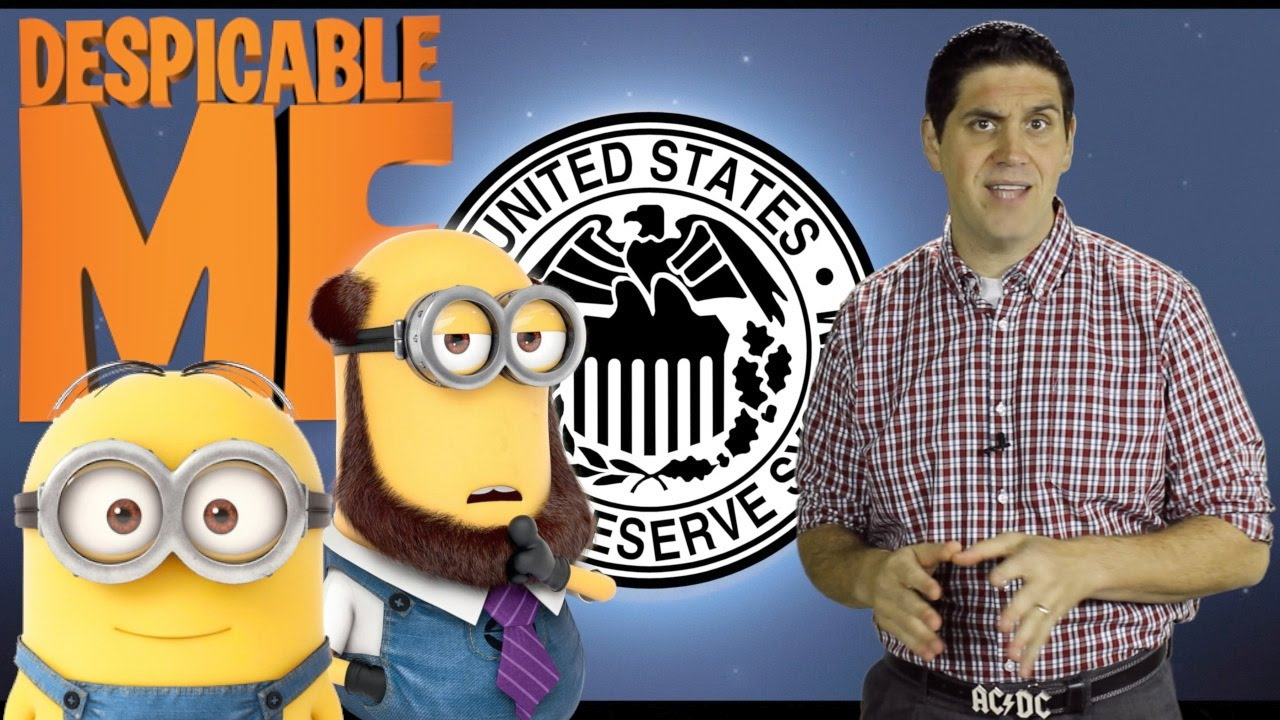 DESPICABLE
ME
UNITED STATES •
RESERVE
AC⚡DC